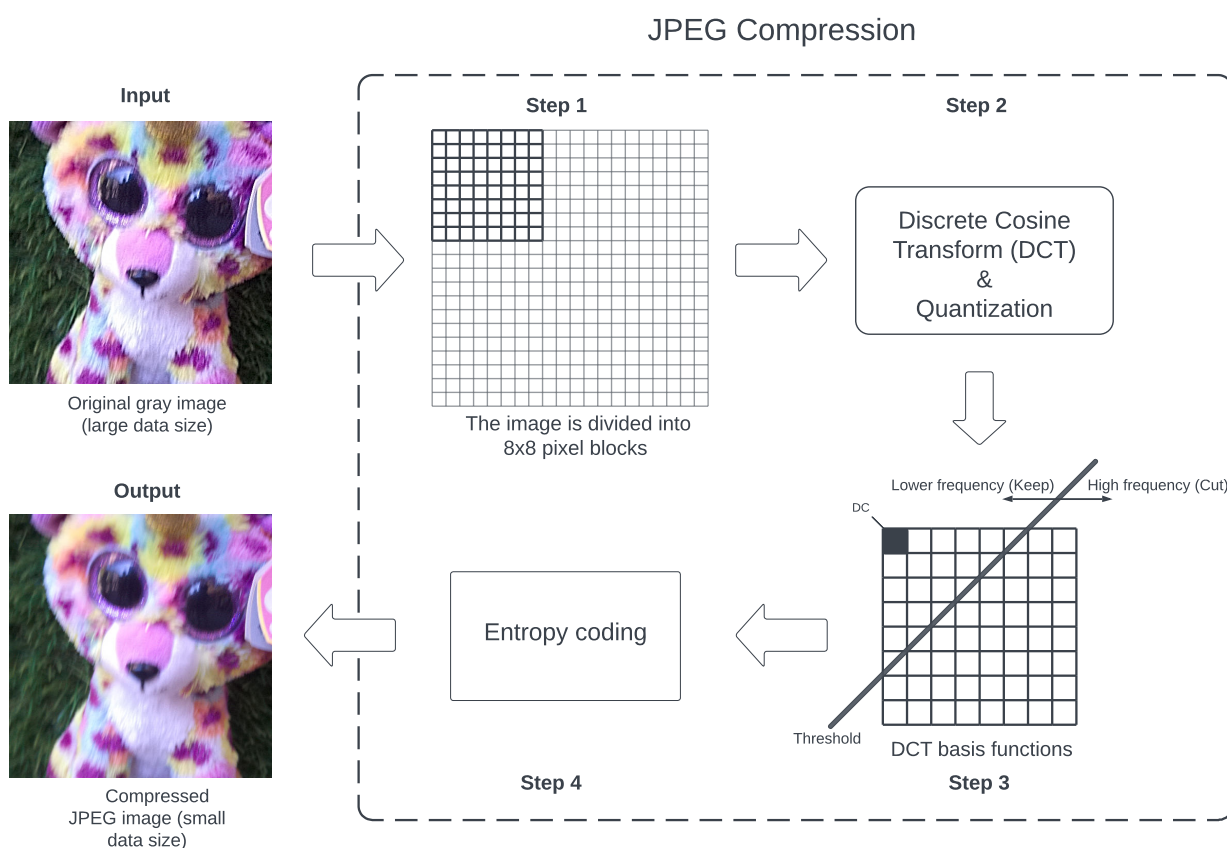 JPEG Compression
Input
Step 1
Step 2
Discrete Cosine
Transform (DCT)
&
Quantization
Original gray image
(large data size)
The image is divided into
8x8 pixel blocks
Lower frequency (Keep)
High frequency (Cut)
DC
Output
Entropy coding
Threshold
DCT basis functions
Step 4
Step 3
Compressed
JPEG image (small
data size)